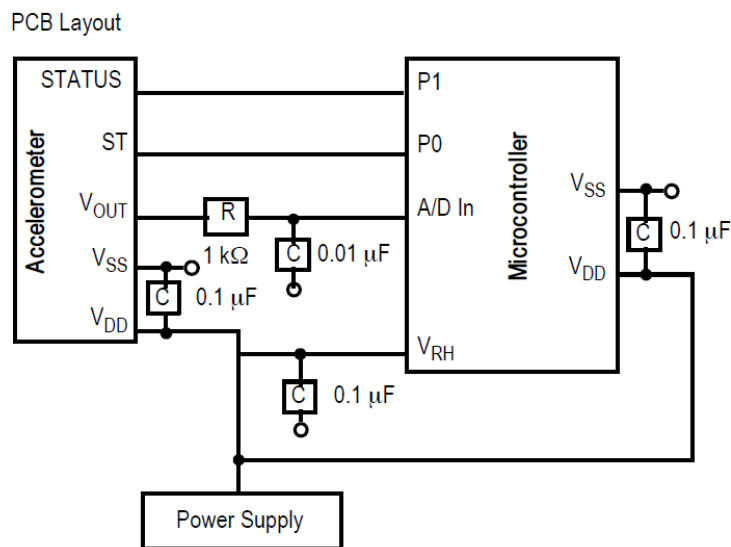 PCB Layout
STATUS
ST
VOUT
VSS
VDD
Accelerometer
R
1 kΩ
C
0.01 μF
C
0.1 μF
C
0.1 μF
P1
P0
A/D In
VRH
Microcontroller
VSS
VDD
C
0.1 μF
Power Supply